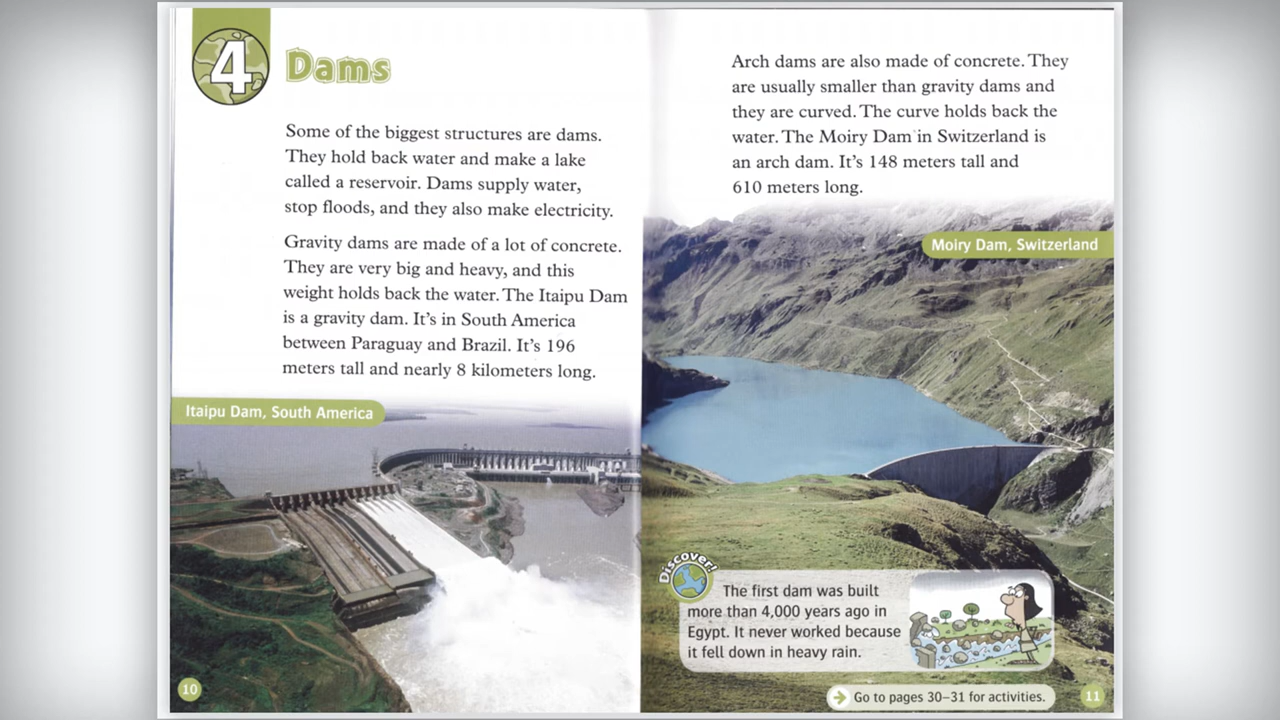 4
Dams
Some of the biggest structures are dams.
They hold back water and make a lake
called a reservoir. Dams supply water,
stop floods, and they also make electricity.
Gravity dams are made of a lot of concrete.
They are very big and heavy, and this
weight holds back the water. The Itaipu Dam
is a gravity dam. It's in South America
between Paraguay and Brazil. It's 196
meters tall and nearly 8 kilometers long.
Itaipu Dam, South America
10
Arch dams are also made of concrete. They
are usually smaller than gravity dams and
they are curved. The curve holds back the
water. The Moiry Dam in Switzerland is
an arch dam. It's 148 meters tall and
610 meters long.
Moiry Dam, Switzerland
Discover!
The first dam was built
more than 4,000 years ago in
Egypt. It never worked because
it fell down in heavy rain.
Go to pages 30–31 for activities.
11